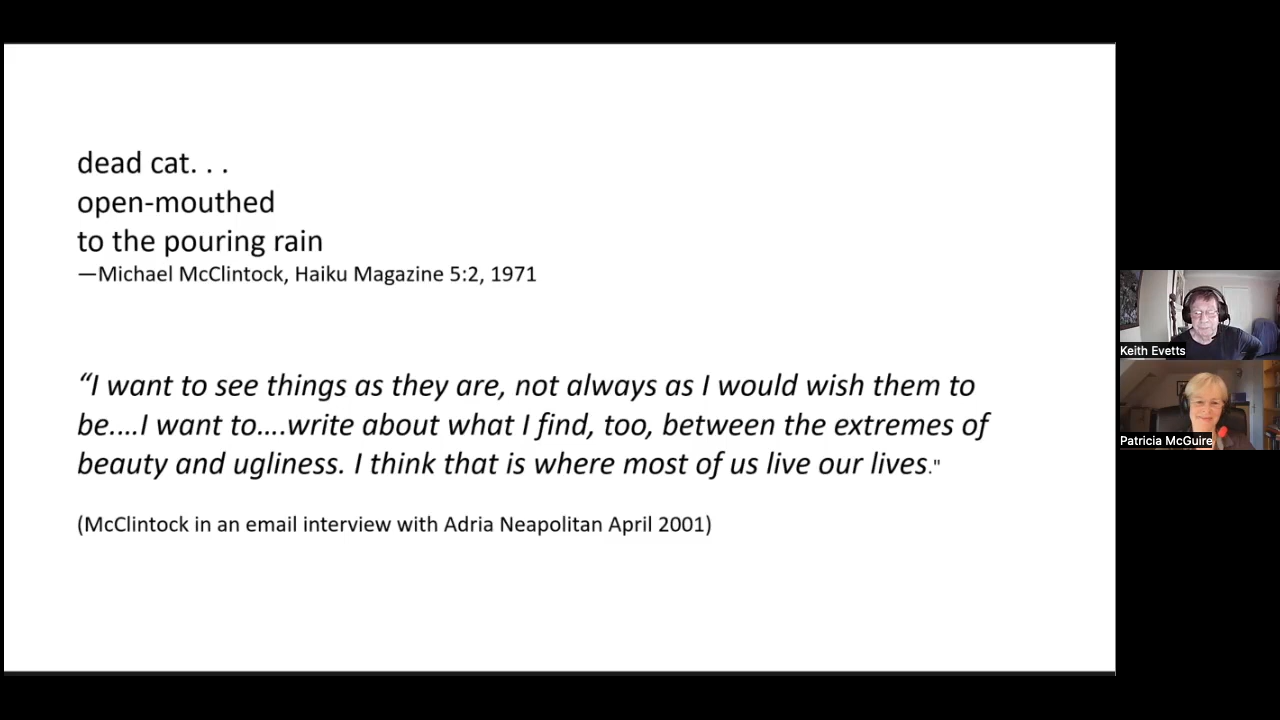 dead cat. . .
open-mouthed
to the pouring rain
—Michael McClintock, Haiku Magazine 5:2, 1971
“I want to see things as they are, not always as I would wish them to
be....I want to....write about what I find, too, between the extremes of
beauty and ugliness. I think that is where most of us live our lives."
(McClintock in an email interview with Adria Neapolitan April 2001)
Keith Evetts
Patricia McGuire